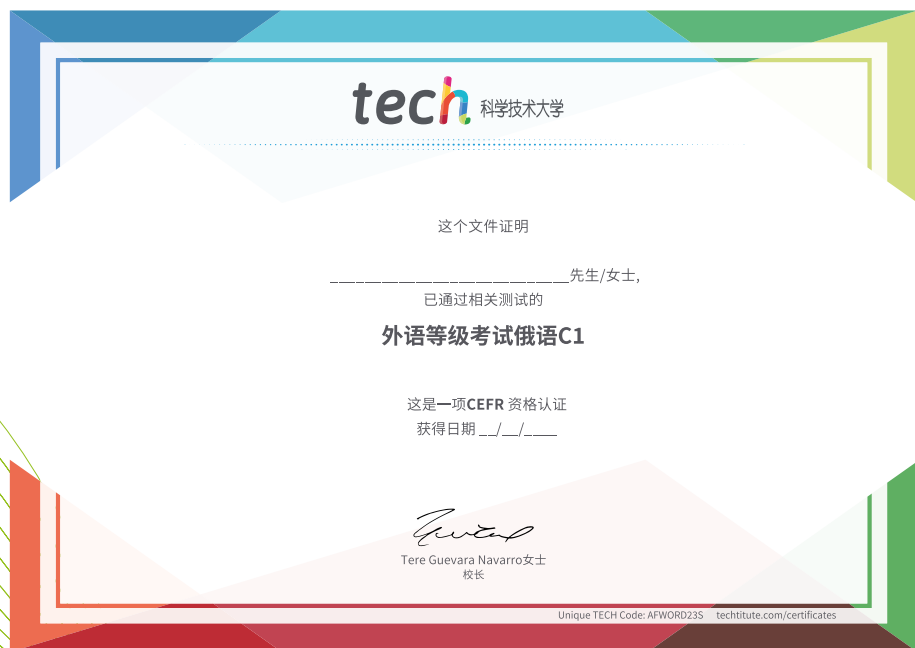 tech 科学技术大学
这个文件证明
____________________________先生/女士,
已通过相关测试的
外语等级考试俄语C1
这是一项CEFR 资格认证
获得日期 __/__/____
Tere Guevara Navarro女士
校长
Unique TECH Code: AFWORD23S techtitute.com/certificates